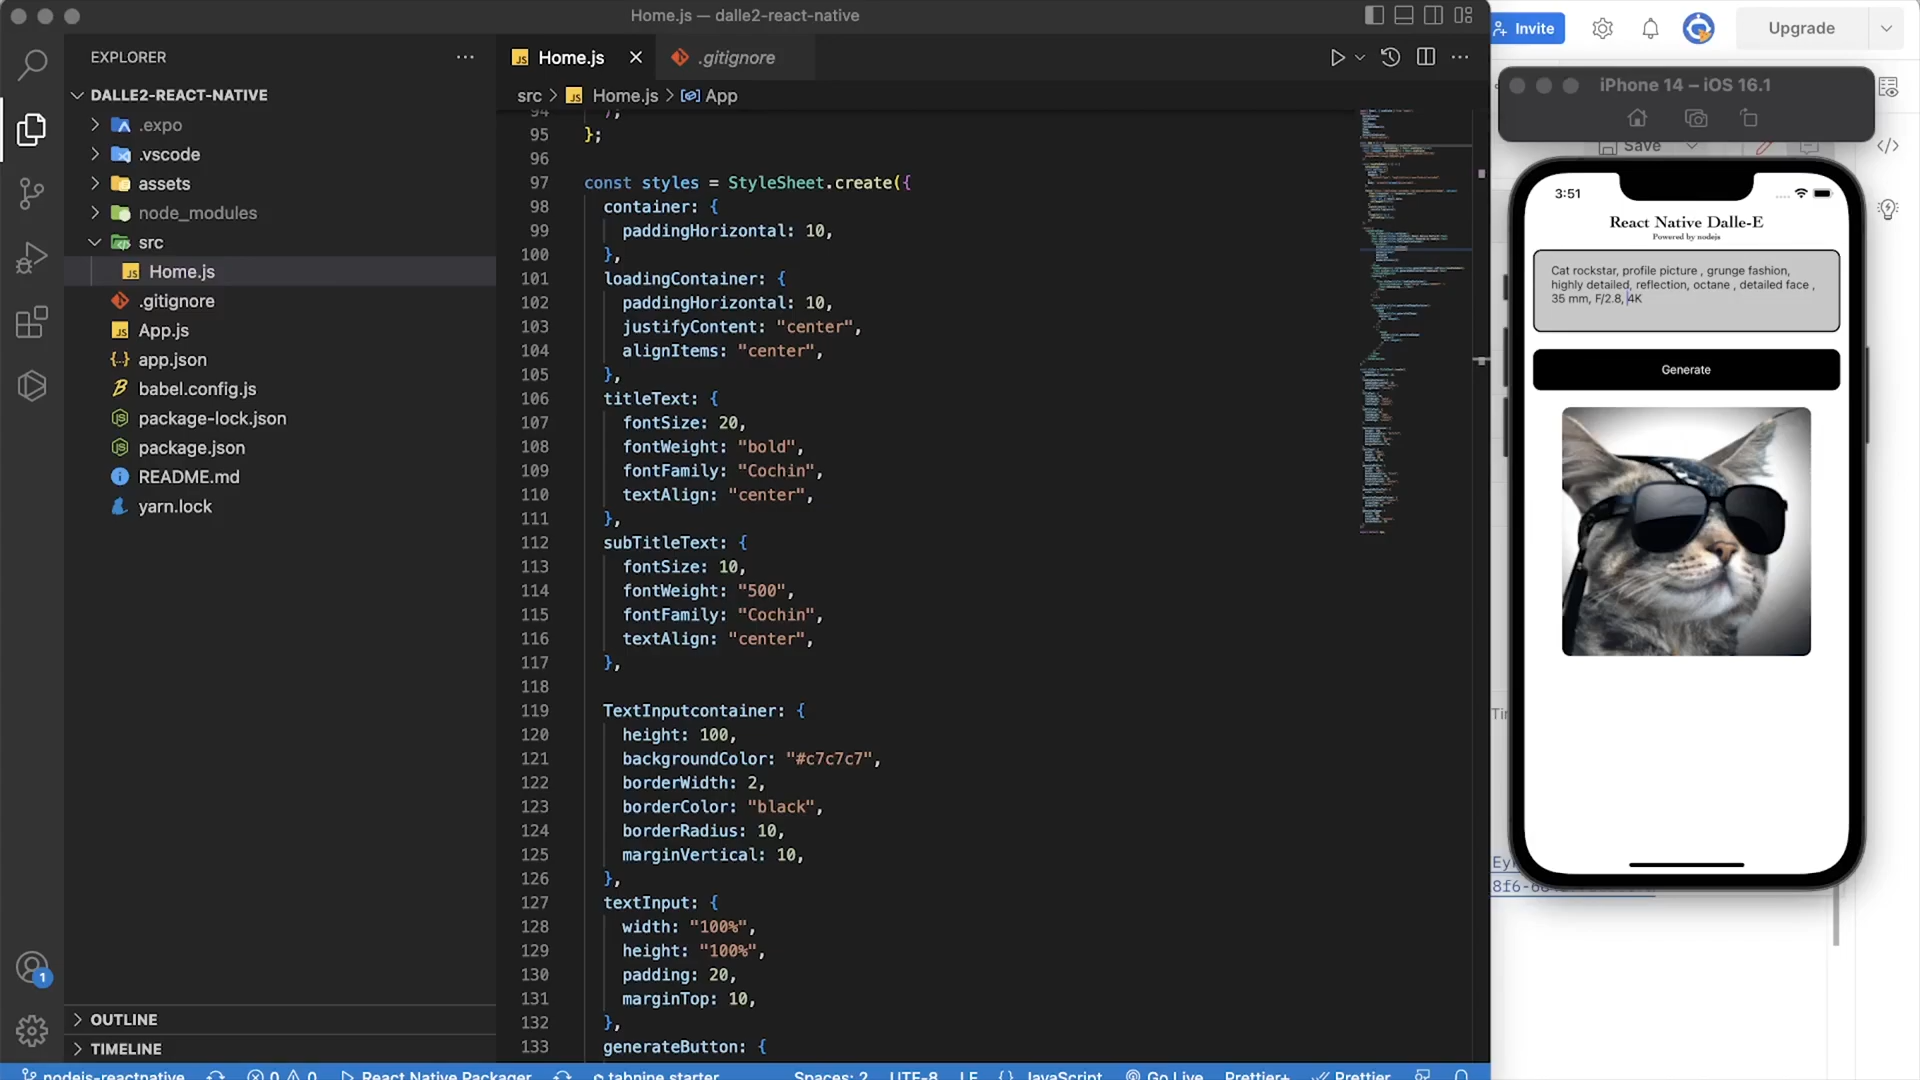 Home.js — dalle2-react-native
EXPLORER
DALLE2-REACT-NATIVE
.expo
.vscode
assets
node_modules
src
Home.js
.gitignore
App.js
app.json
babel.config.js
package-lock.json
package.json
README.md
yarn.lock
1
OUTLINE
TIMELINE
Home.js
.gitignore
src > Home.js > App
94 );
95 };
96
97 const styles = StyleSheet.create({
98 container: {
99 paddingHorizontal: 10,
100 },
101 loadingContainer: {
102 paddingHorizontal: 10,
103 justifyContent: "center",
104 alignItems: "center",
105 },
106 titleText: {
107 fontSize: 20,
108 fontWeight: "bold",
109 fontFamily: "Cochin",
110 textAlign: "center",
111 },
112 subTitleText: {
113 fontSize: 10,
114 fontWeight: "500",
115 fontFamily: "Cochin",
116 textAlign: "center",
117 },
118
119 TextInputcontainer: {
120 height: 100,
121 backgroundColor: "#c7c7c7",
122 borderWidth: 2,
123 borderColor: "black",
124 borderRadius: 10,
125 marginVertical: 10,
126 },
127 textInput: {
128 width: "100%",
129 height: "100%",
130 padding: 20,
131 marginTop: 10,
132 },
133 generateButton: {
nodejs-reactnative 0 0 React Native Packager tabnine starter Spaces: 2 UTF-8 LF {} JavaScript Go Live Prettier+ Prettier
Invite
Upgrade
iPhone 14 – iOS 16.1
Save
3:51
React Native Dalle-E
Powered by nodejs
Cat rockstar, profile picture , grunge fashion,
highly detailed, reflection, octane , detailed face ,
35 mm, F/2.8, 4K
Generate